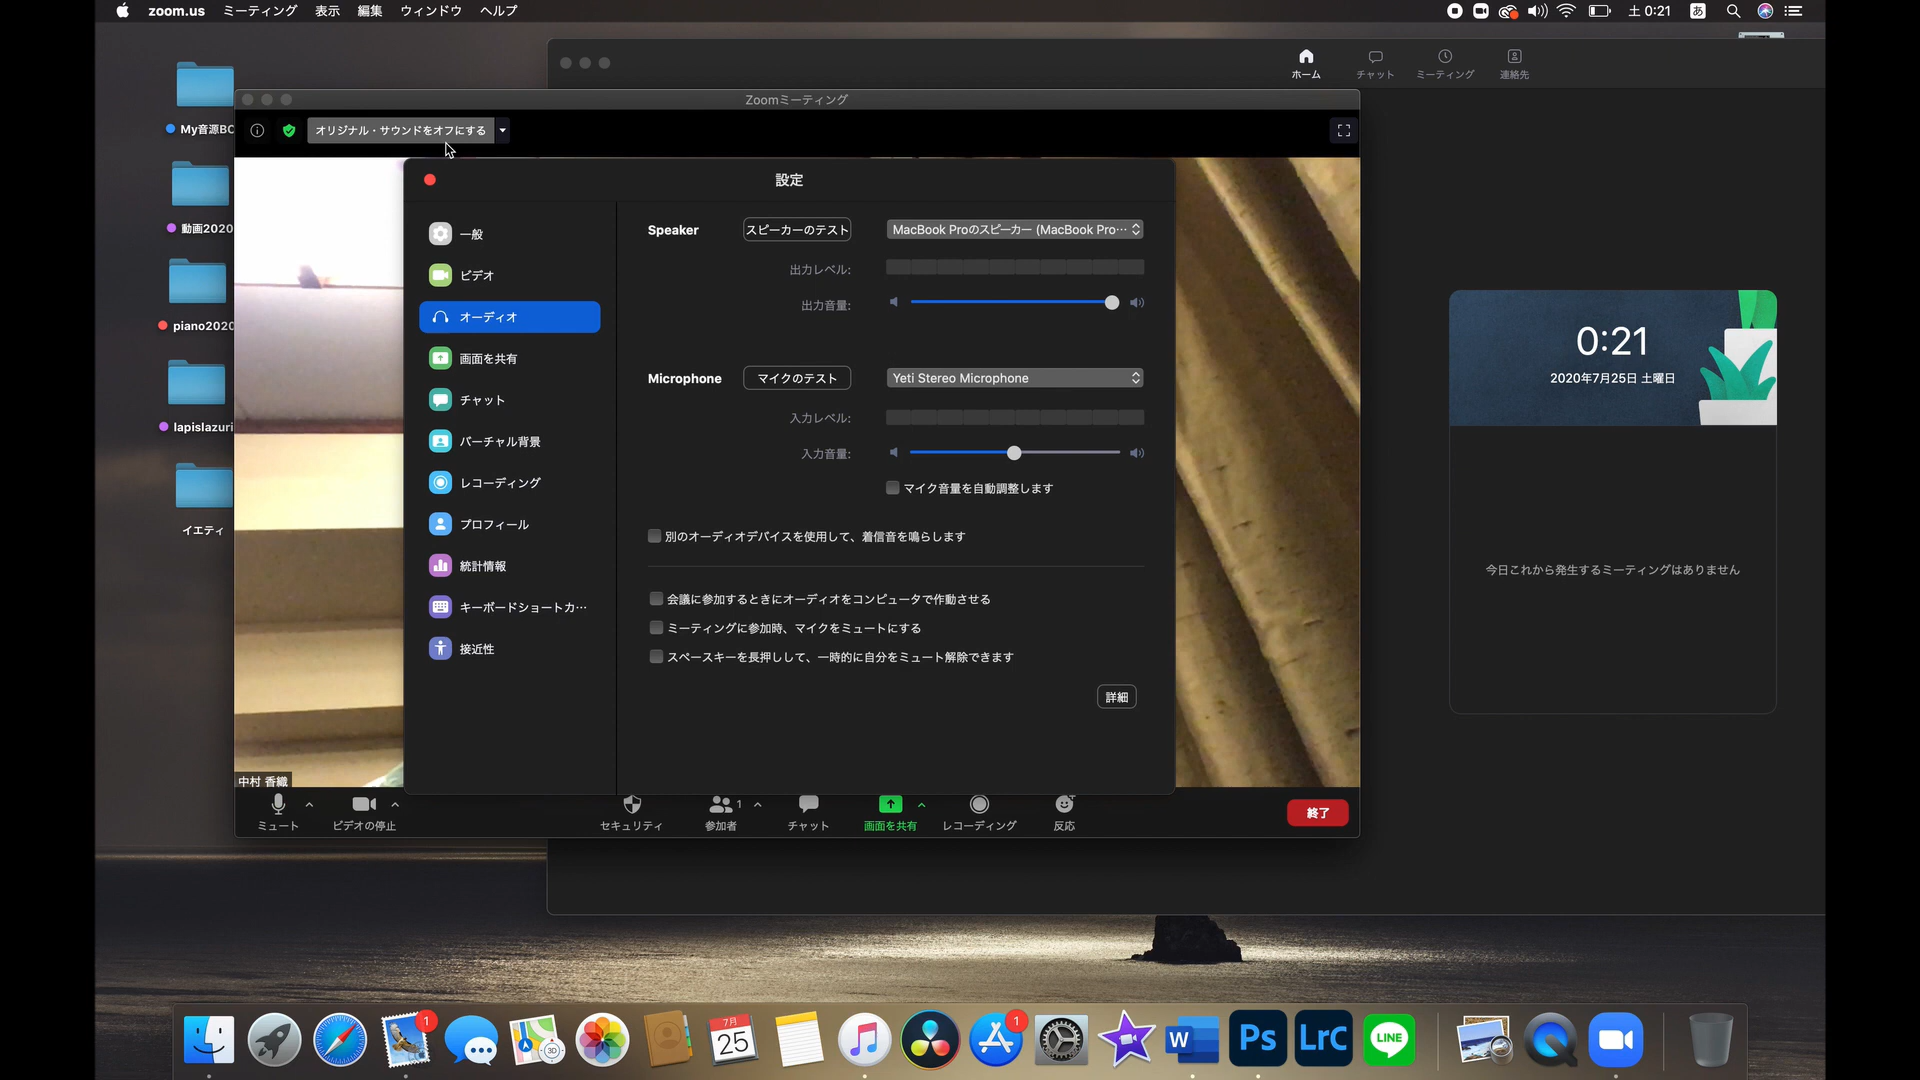 zoom.us ミーティング 表示 編集 ウィンドウ ヘルプ
土 0:21 あ
ホーム チャット ミーティング 連絡先
Zoomミーティング
オリジナル・サウンドをオフにする
My音源BO
動画2020
piano2020
lapislazuri
イエティ
設定
一般
ビデオ
オーディオ
画面を共有
チャット
バーチャル背景
レコーディング
プロフィール
統計情報
キーボードショートカ…
接近性
Speaker スピーカーのテスト MacBook Proのスピーカー (MacBook Pro…
出力レベル:
出力音量:
Microphone マイクのテスト Yeti Stereo Microphone
入力レベル:
入力音量:
マイク音量を自動調整します
別のオーディオデバイスを使用して、着信音を鳴らします
会議に参加するときにオーディオをコンピュータで作動させる
ミーティングに参加時、マイクをミュートにする
スペースキーを長押しして、一時的に自分をミュート解除できます
詳細
0:21
2020年7月25日 土曜日
今日これから発生するミーティングはありません
中村 香織
ミュート ビデオの停止 セキュリティ 参加者 1 チャット 画面を共有 レコーディング 反応 終了
1 3D 7月 25 1 W Ps LrC LINE